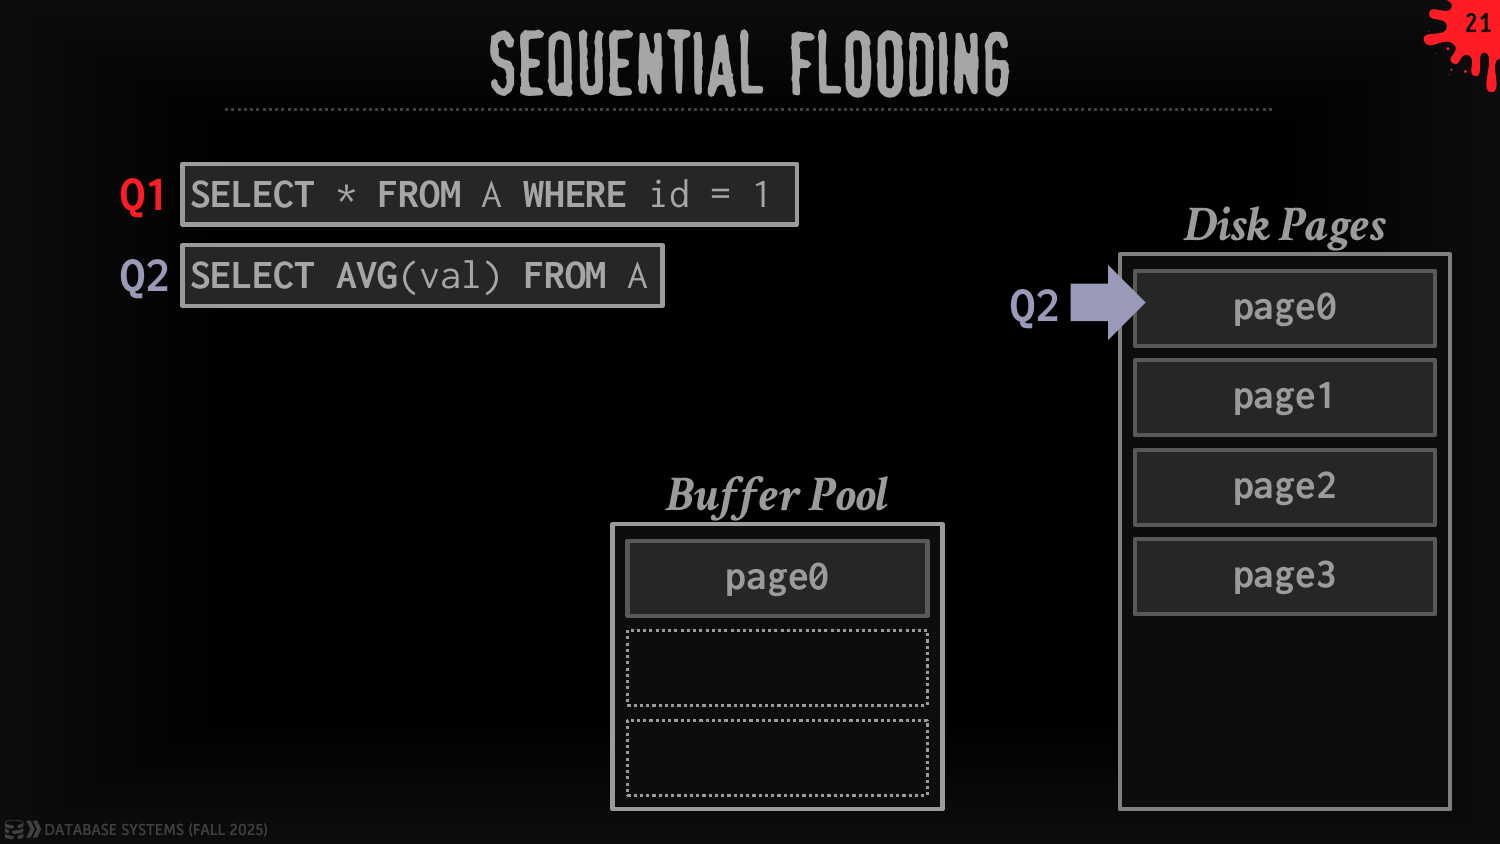 21
SEQUENTIAL FLOODING
Q1 SELECT * FROM A WHERE id = 1
Q2 SELECT AVG(val) FROM A
Disk Pages
Q2 page0
page1
page2
page3
Buffer Pool
page0
DATABASE SYSTEMS (FALL 2025)